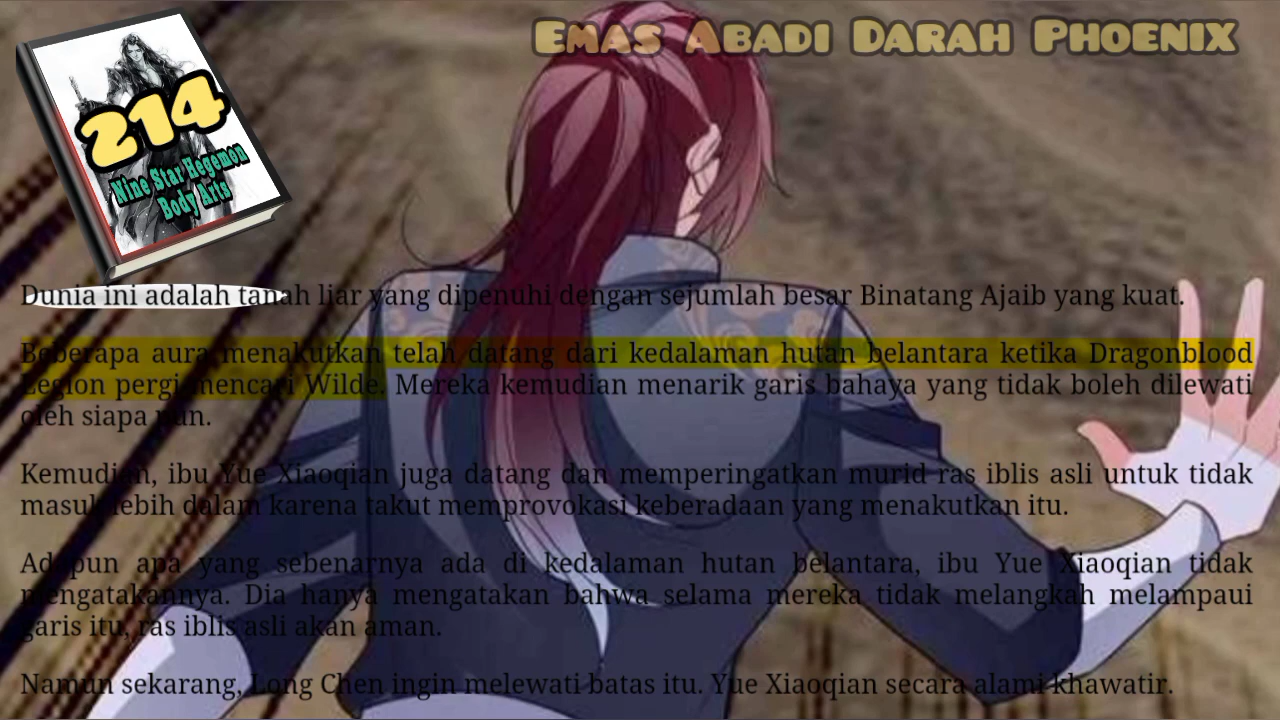 Emas Abadi Darah Phoenix
214
Nine Star Hegemon
Body Arts
Dunia ini adalah tanah liar yang dipenuhi dengan sejumlah besar Binatang Ajaib yang kuat.
Beberapa aura menakutkan telah datang dari kedalaman hutan belantara ketika Dragonblood
Legion pergi mencari Wilde. Mereka kemudian menarik garis bahaya yang tidak boleh dilewati
oleh siapa pun.
Kemudian, ibu Yue Xiaoqian juga datang dan memperingatkan murid ras iblis asli untuk tidak
masuk lebih dalam karena takut memprovokasi keberadaan yang menakutkan itu.
Adapun apa yang sebenarnya ada di kedalaman hutan belantara, ibu Yue Xiaoqian tidak
mengatakannya. Dia hanya mengatakan bahwa selama mereka tidak melangkah melampaui
garis itu, ras iblis asli akan aman.
Namun sekarang, Long Chen ingin melewati batas itu. Yue Xiaoqian secara alami khawatir.